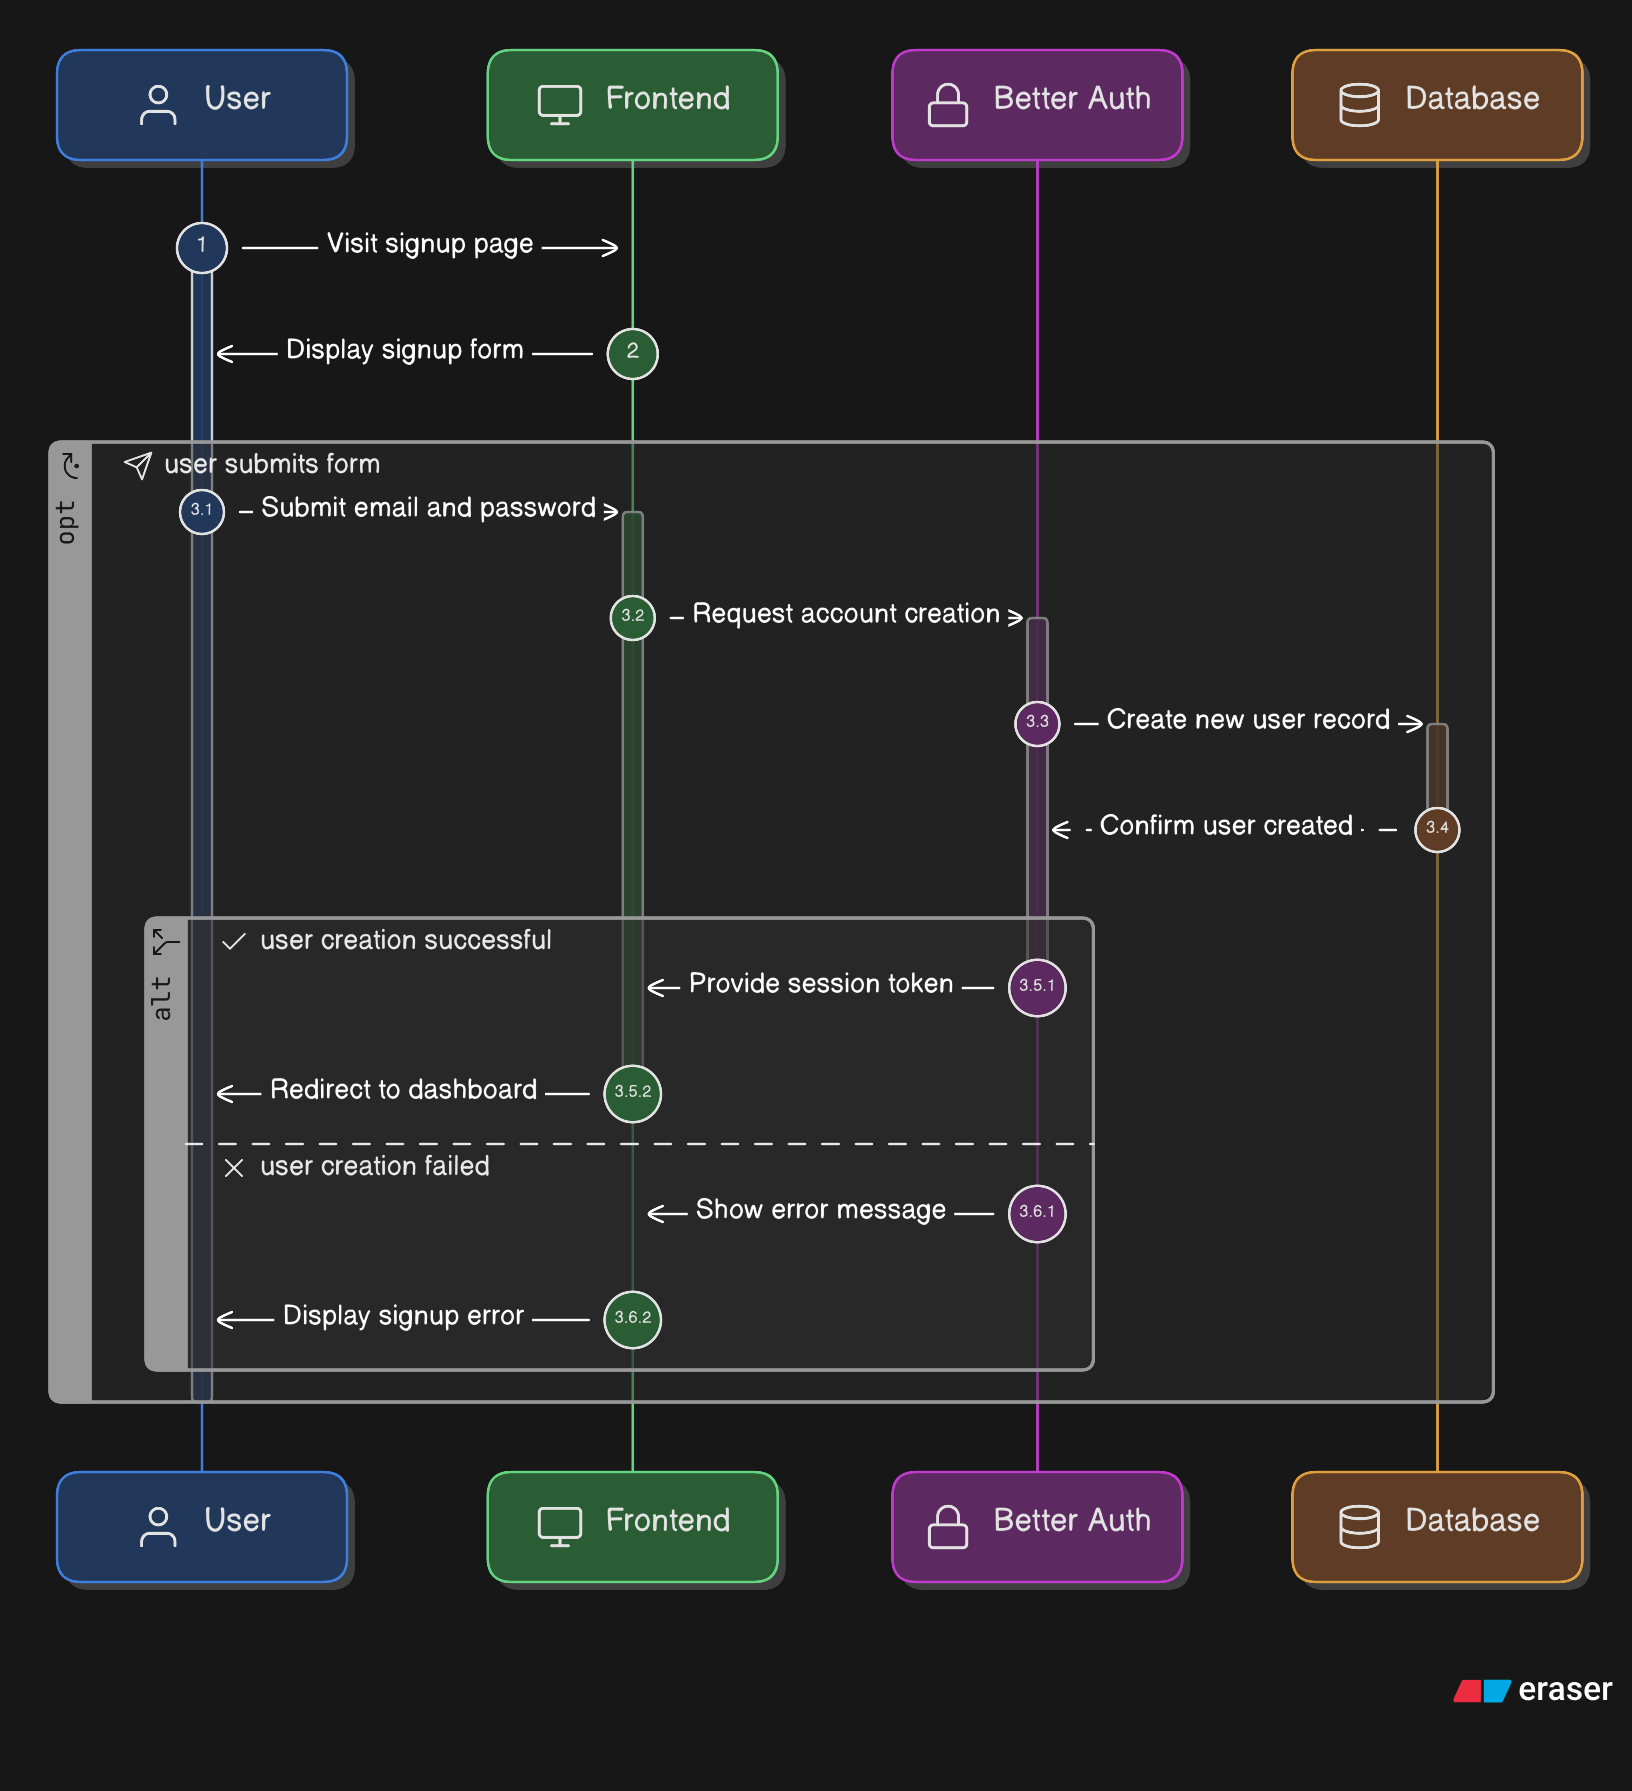 User
Frontend
Better Auth
Database
1
Visit signup page
Display signup form
2
opt
user submits form
3.1
Submit email and password
3.2
Request account creation
3.3
Create new user record
Confirm user created
3.4
alt
user creation successful
Provide session token
3.5.1
Redirect to dashboard
3.5.2
user creation failed
Show error message
3.6.1
Display signup error
3.6.2
User
Frontend
Better Auth
Database
eraser